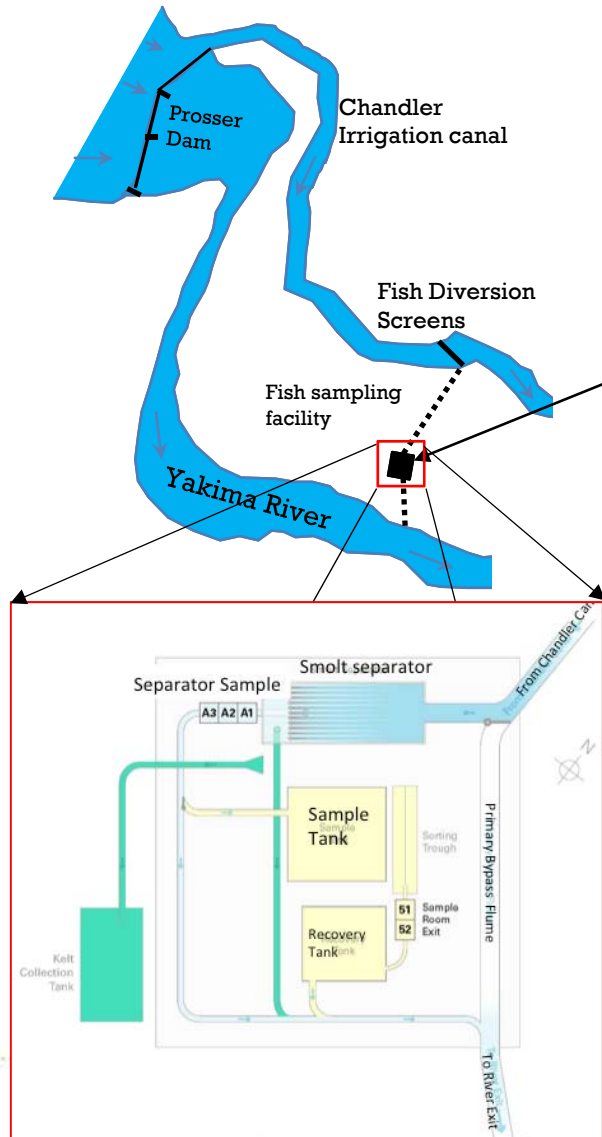 Prosser
Dam
Chandler
Irrigation canal
Fish Diversion
Screens
Fish sampling
facility
Yakima River
From Chandler Can
Smolt separator
Separator Sample
A3 A2 A1
N
Sample
Tank
Sorting
Trough
Primary Bypass Flume
51
52
Sample
Room
Exit
Recovery
Tank
Kelt
Collection
Tank
To River Exit